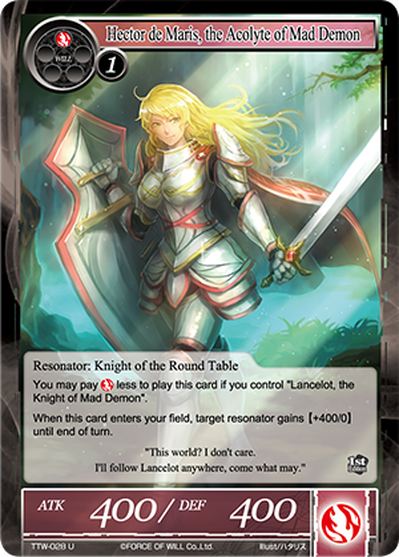 Hector de Maris, the Acolyte of Mad Demon
WILL
1
Resonator: Knight of the Round Table
You may pay less to play this card if you control "Lancelot, the
Knight of Mad Demon".
When this card enters your field, target resonator gains [+400/0]
until end of turn.
"This world? I don't care.
I'll follow Lancelot anywhere, come what may."
1st
Edition
ATK 400/ DEF 400
TTW-028 U ©FORCE OF WILL Co.,Ltd. Illust/ハタリス